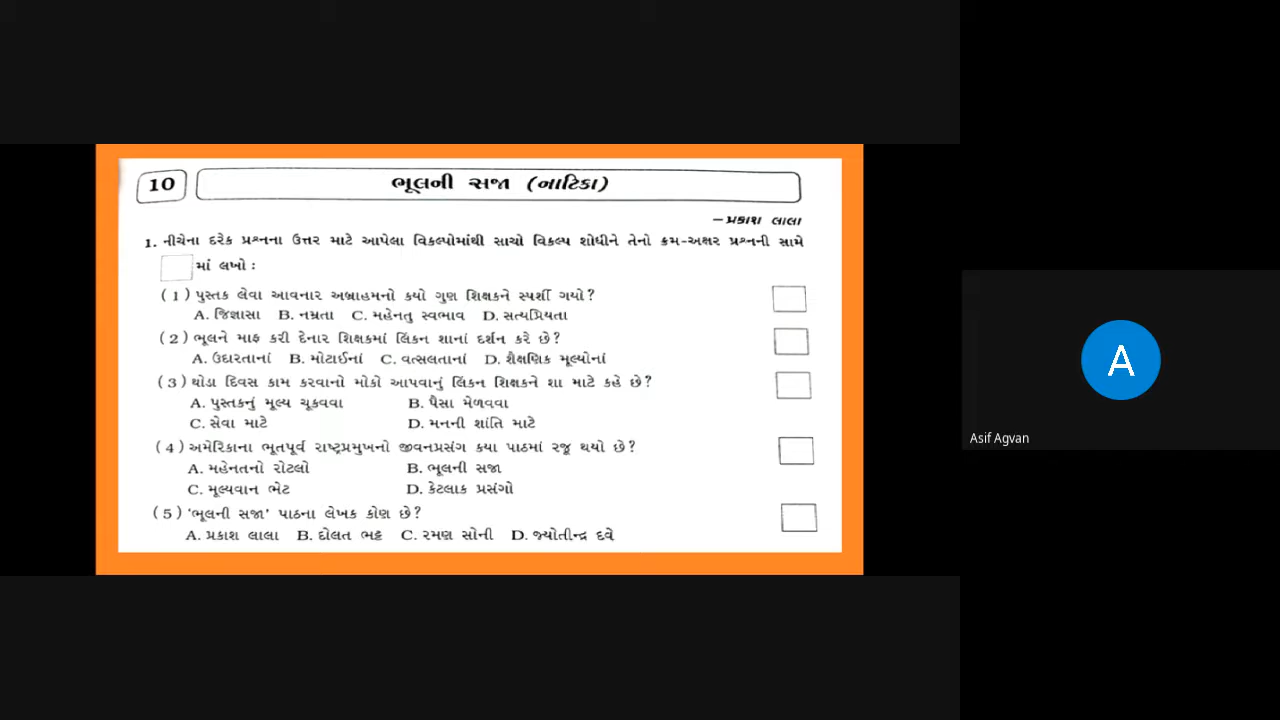 10
ભૂલની સજા (નાટિકા)
–પ્રકાશ લાલા
1. નીચેના દરેક પ્રશ્નના ઉત્તર માટે આપેલા વિકલ્પોમાંથી સાચો વિકલ્પ શોધીને તેનો ક્રમ-અક્ષર પ્રશ્નની સામે
માં લખો :
(1) પુસ્તક લેવા આવનાર અબ્રાહમનો કયો ગુણ શિક્ષકને સ્પર્શી ગયો?
A. જિજ્ઞાસા B. નમ્રતા C. મહેનતુ સ્વભાવ D. સત્યપ્રિયતા
(2) ભૂલને માફ કરી દેનાર શિક્ષકમાં લિંકન શાનાં દર્શન કરે છે?
A. ઉદારતાનાં B. મોટાઈનાં C. વત્સલતાનાં D. શૈક્ષણિક મૂલ્યોનાં
(3) થોડા દિવસ કામ કરવાનો મોકો આપવાનું લિંકન શિક્ષકને શા માટે કહે છે?
A. પુસ્તકનું મૂલ્ય ચૂકવવા B. પૈસા મેળવવા
C. સેવા માટે D. મનની શાંતિ માટે
(4) અમેરિકાના ભૂતપૂર્વ રાષ્ટ્રપ્રમુખનો જીવનપ્રસંગ કયા પાઠમાં રજૂ થયો છે?
A. મહેનતનો રોટલો B. ભૂલની સજા
C. મૂલ્યવાન ભેટ D. કેટલાક પ્રસંગો
(5) 'ભૂલની સજા' પાઠના લેખક કોણ છે?
A. પ્રકાશ લાલા B. દોલત ભટ્ટ C. રમણ સોની D. જ્યોતીન્દ્ર દવે
A
Asif Agvan